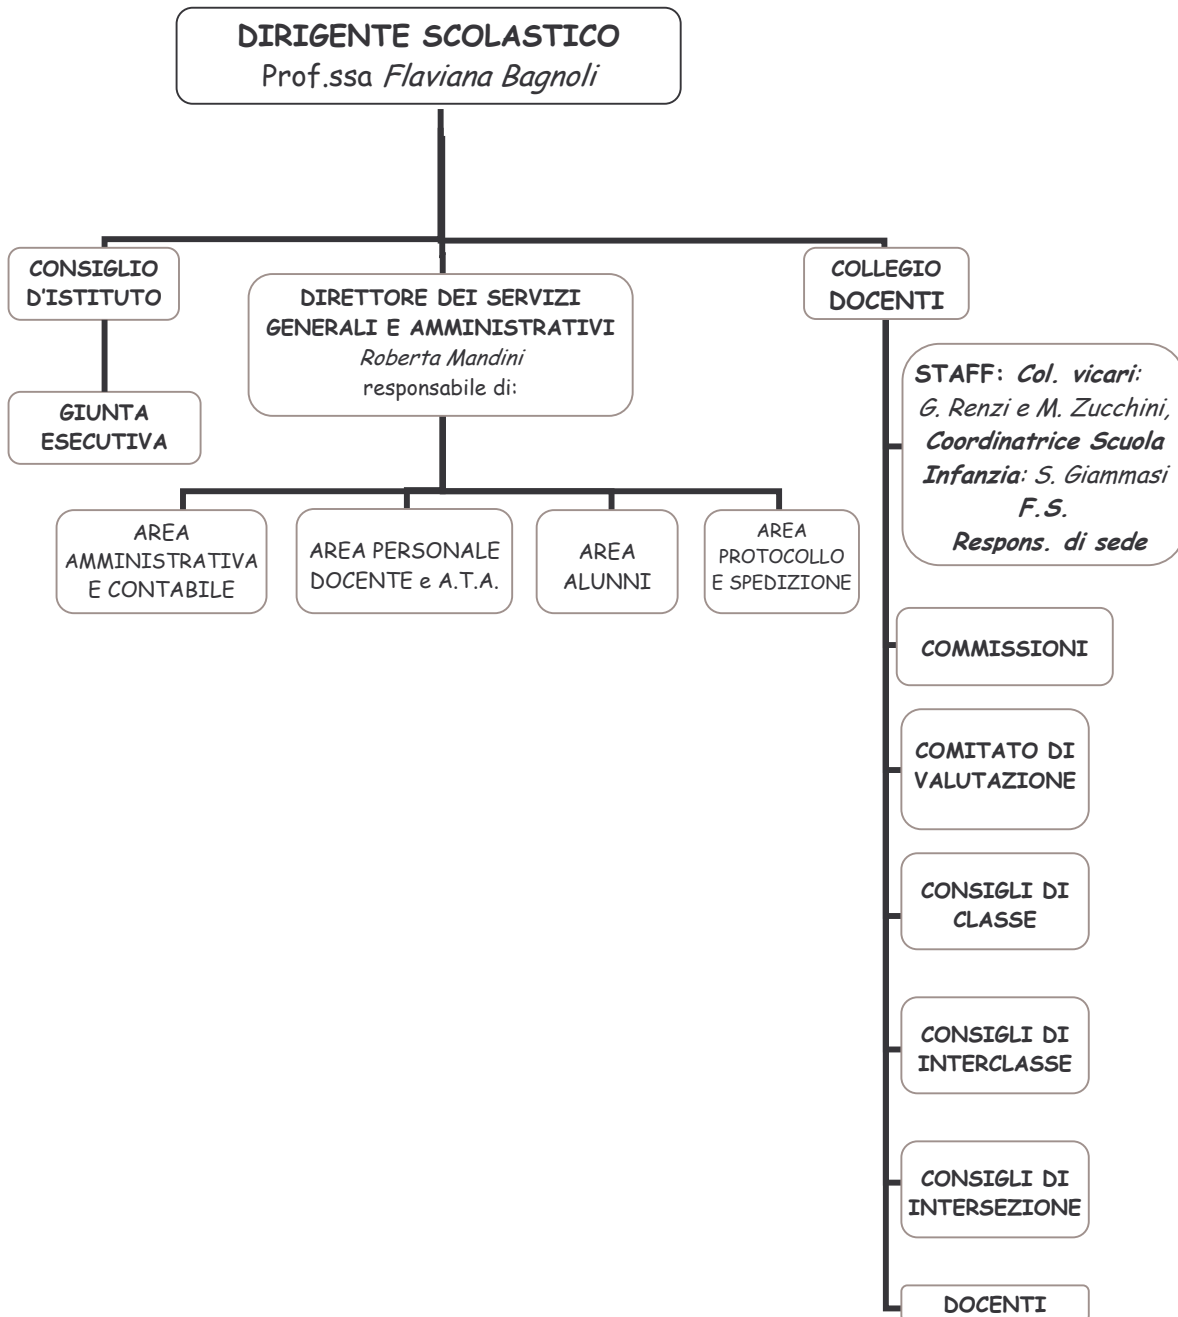 DIRIGENTE SCOLASTICO
Prof.ssa Flaviana Bagnoli
CONSIGLIO
D'ISTITUTO
GIUNTA
ESECUTIVA
DIRETTORE DEI SERVIZI
GENERALI E AMMINISTRATIVI
Roberta Mandini
responsabile di:
AREA
AMMINISTRATIVA
E CONTABILE
AREA PERSONALE
DOCENTE e A.T.A.
AREA
ALUNNI
AREA
PROTOCOLLO
E SPEDIZIONE
COLLEGIO
DOCENTI
STAFF: Col. vicari:
G. Renzi e M. Zucchini,
Coordinatrice Scuola
Infanzia: S. Giammasi
F.S.
Respons. di sede
COMMISSIONI
COMITATO DI
VALUTAZIONE
CONSIGLI DI
CLASSE
CONSIGLI DI
INTERCLASSE
CONSIGLI DI
INTERSEZIONE
DOCENTI